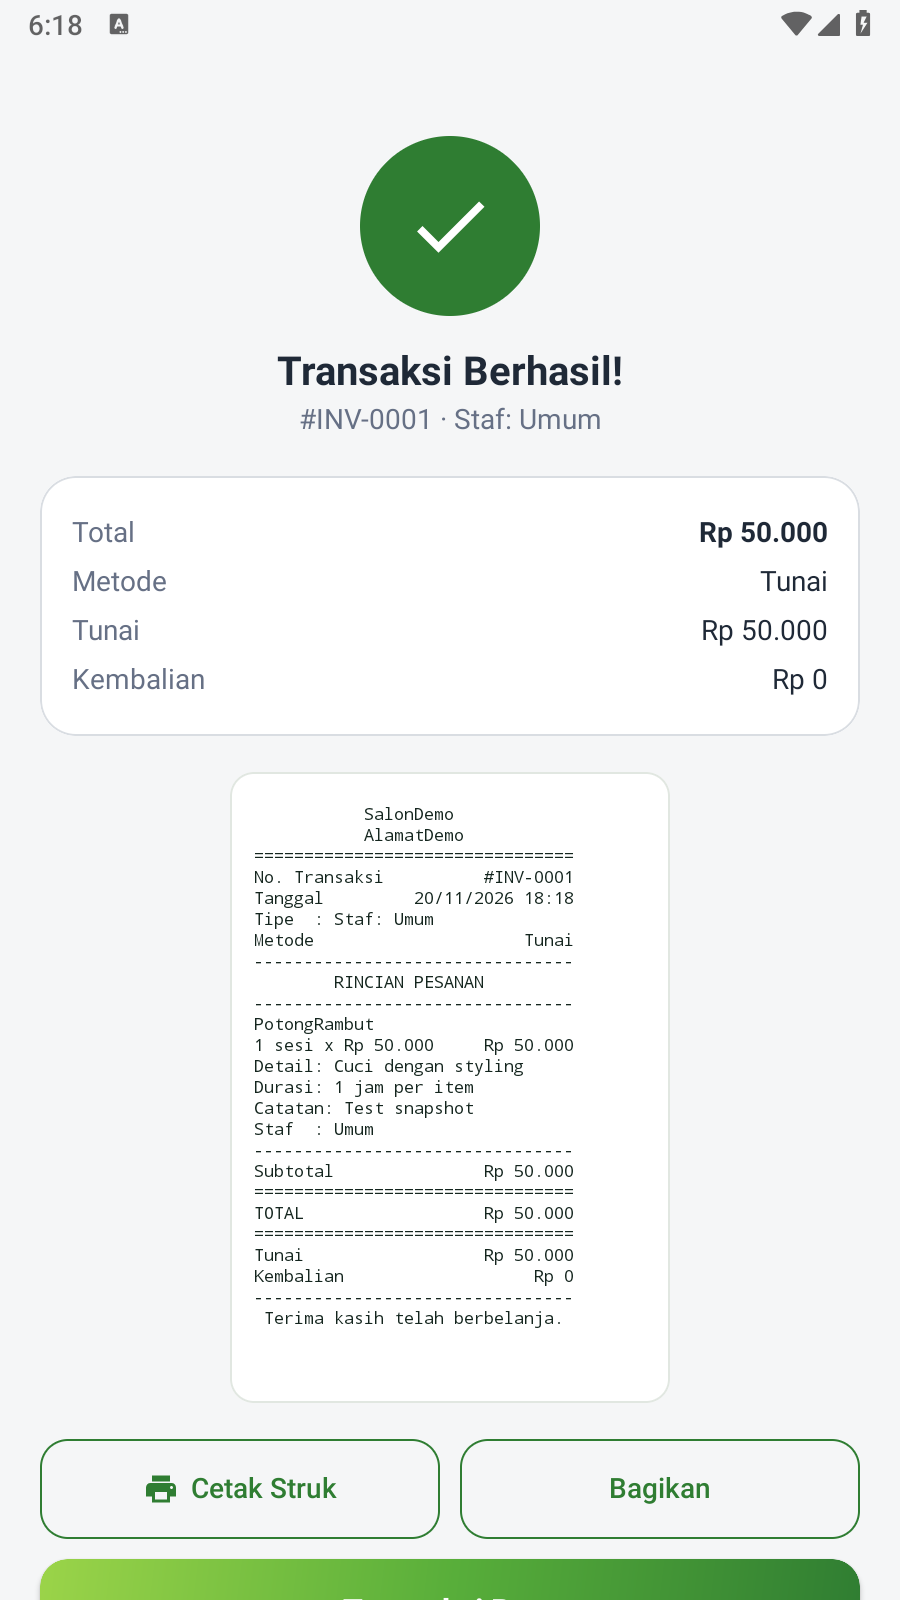 6:18
Transaksi Berhasil!
#INV-0001 · Staf: Umum
Total Rp 50.000
Metode Tunai
Tunai Rp 50.000
Kembalian Rp 0
SalonDemo
AlamatDemo
================================
No. Transaksi #INV-0001
Tanggal 20/11/2026 18:18
Tipe : Staf: Umum
Metode Tunai
--------------------------------
RINCIAN PESANAN
--------------------------------
PotongRambut
1 sesi x Rp 50.000 Rp 50.000
Detail: Cuci dengan styling
Durasi: 1 jam per item
Catatan: Test snapshot
Staf : Umum
--------------------------------
Subtotal Rp 50.000
================================
TOTAL Rp 50.000
================================
Tunai Rp 50.000
Kembalian Rp 0
--------------------------------
Terima kasih telah berbelanja.
Cetak Struk
Bagikan